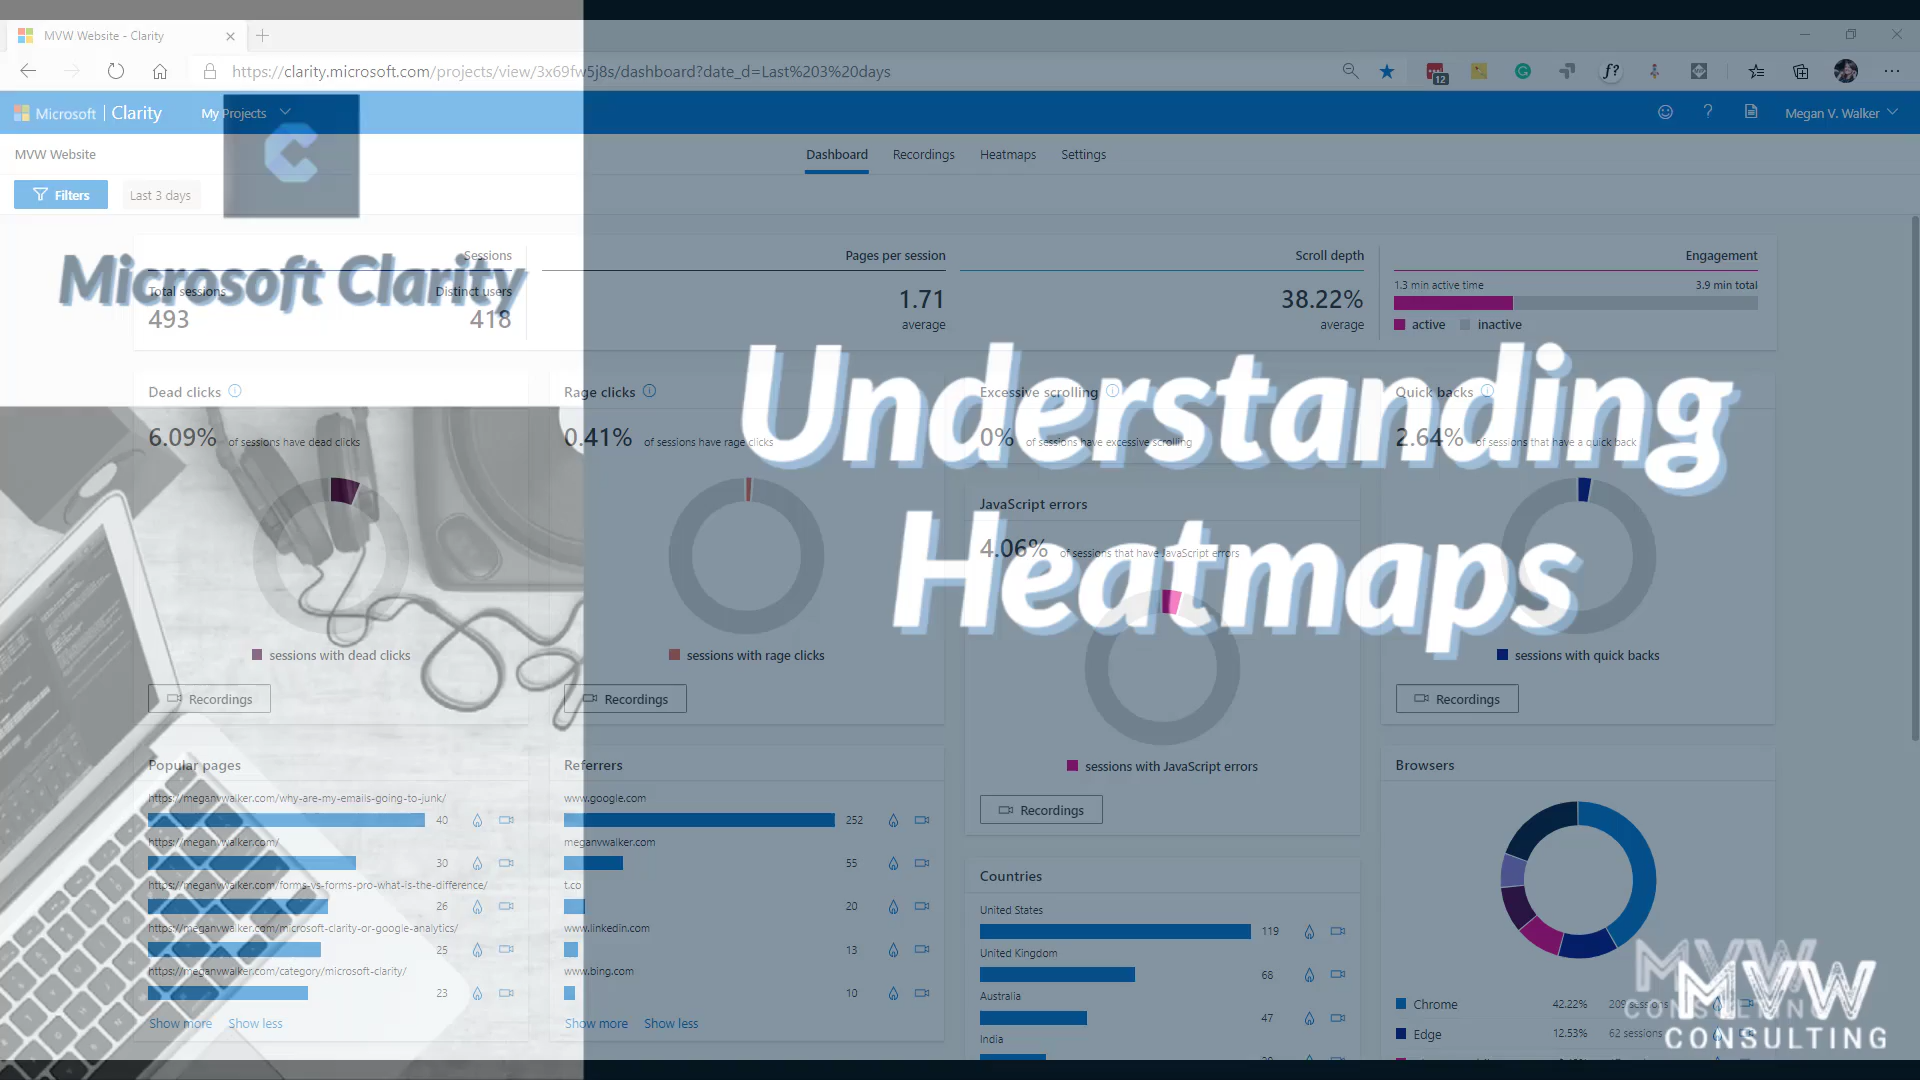 MVW Website - Clarity
https://clarity.microsoft.com/projects/view/3x69fw5j8s/dashboard?date_d=Last%203%20days
12
f?
Microsoft | Clarity
My Projects
?
Megan V. Walker
MVW Website
Dashboard Recordings Heatmaps Settings
Filters
Last 3 days
Microsoft Clarity
Understanding
Heatmaps
Sessions
Total sessions
Distinct users
493
418
Pages per session
1.71
average
Scroll depth
38.22%
average
Engagement
1.3 min active time
3.9 min total
active
inactive
Dead clicks
6.09% of sessions have dead clicks
sessions with dead clicks
Recordings
Rage clicks
0.41% of sessions have rage clicks
sessions with rage clicks
Recordings
Excessive scrolling
0% of sessions have excessive scrolling
JavaScript errors
4.06% of sessions that have JavaScript errors
sessions with JavaScript errors
Recordings
Quick backs
2.64% of sessions that have a quick back
sessions with quick backs
Recordings
Popular pages
https://meganvwalker.com/why-are-my-emails-going-to-junk/
40
https://meganvwalker.com/
30
https://meganvwalker.com/forms-vs-forms-pro-what-is-the-difference/
26
https://meganvwalker.com/microsoft-clarity-or-google-analytics/
25
https://meganvwalker.com/category/microsoft-clarity/
23
Show more Show less
Referrers
www.google.com
252
meganvwalker.com
55
t.co
20
www.linkedin.com
13
www.bing.com
10
Show more Show less
Countries
United States
119
United Kingdom
68
Australia
47
India
Browsers
Chrome 42.22% 209 sessions
Edge 12.53% 62 sessions
MVW
CONSULTING
MVW
CONSULTING